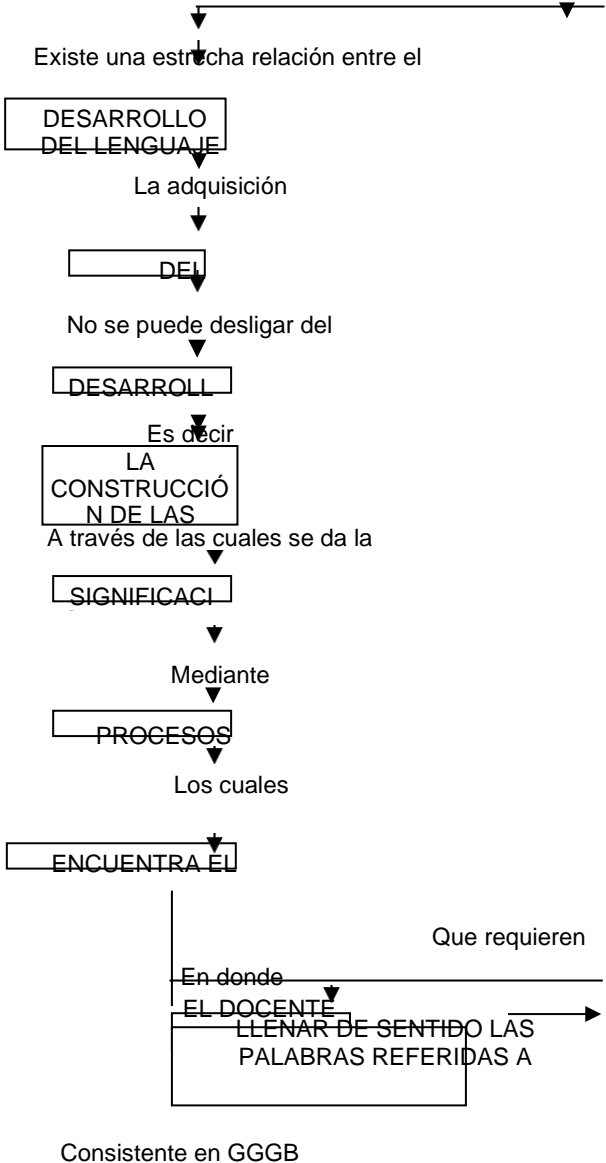 Existe una estrecha relación entre el
DESARROLLO
DEL LENGUAJE
La adquisición
DEL
No se puede desligar del
DESARROLL
Es decir
LA
CONSTRUCCIÓ
N DE LAS
A través de las cuales se da la
SIGNIFICACI
Mediante
PROCESOS
Los cuales
ENCUENTRA EL
Que requieren
En donde
EL DOCENTE
LLENAR DE SENTIDO LAS
PALABRAS REFERIDAS A
Consistente en GGGB